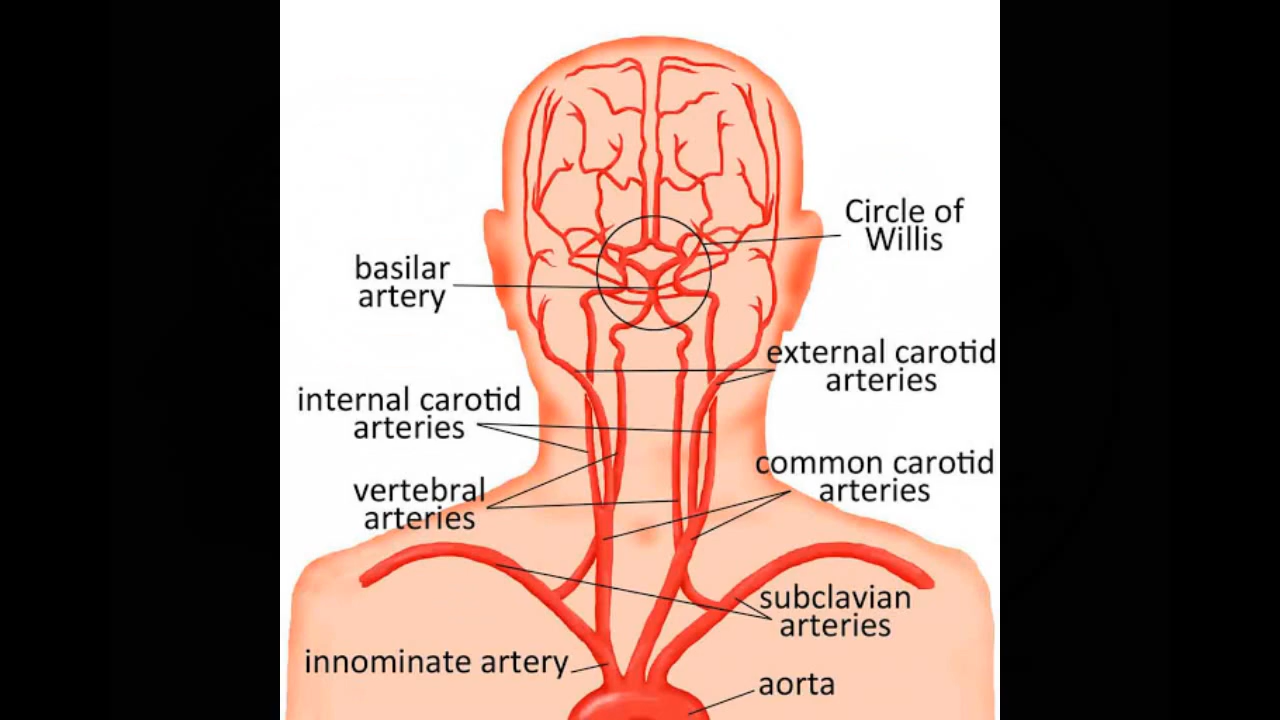 Circle of
Willis
basilar
artery
external carotid
arteries
internal carotid
arteries
common carotid
arteries
vertebral
arteries
subclavian
arteries
innominate artery
aorta